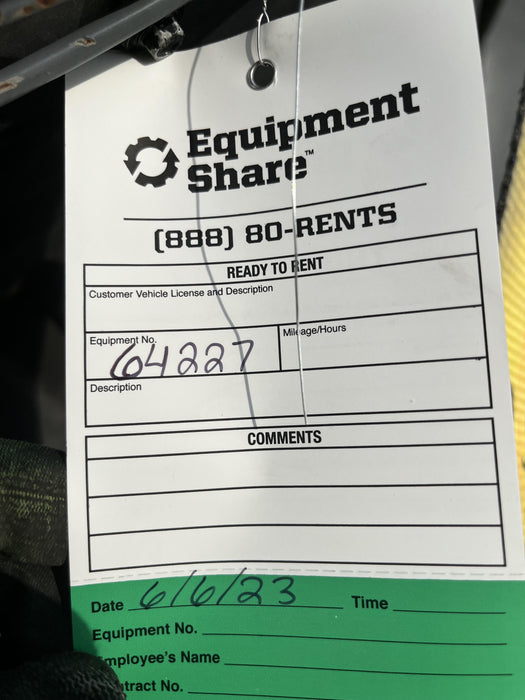 Equipment
Share™
(888) 80-RENTS
READY TO RENT
Customer Vehicle License and Description
Equipment No.
64227
Mileage/Hours
Description
COMMENTS
Date 6/6/23 Time
Equipment No.
mployee's Name
tract No.